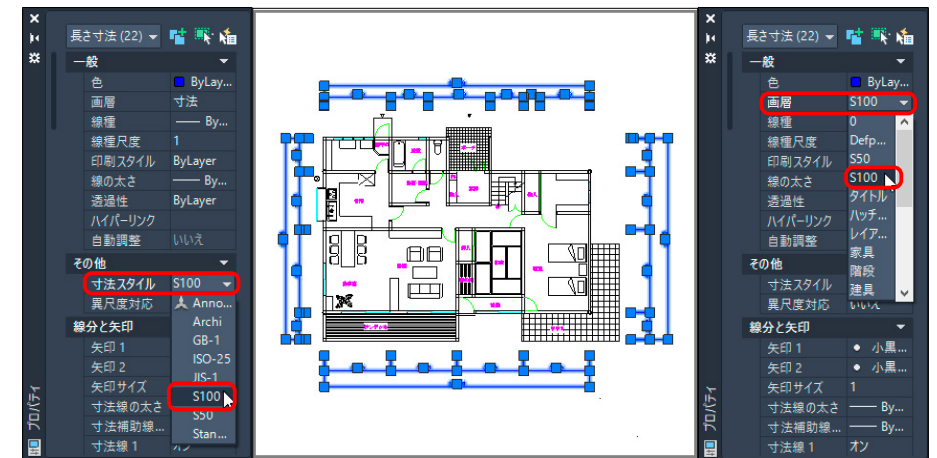 長さ寸法 (22)
一般
色 ByLay...
画層 寸法
線種 By...
線種尺度 1
印刷スタイル ByLayer
線の太さ By...
透過性 ByLayer
ハイパーリンク
自動調整 いいえ
その他
寸法スタイル S100
異尺度対応
Anno...
Archi
GB-1
ISO-25
JIS-1
S100
S50
Stan...
線分と矢印
矢印 1
矢印 2
矢印サイズ
寸法線の太さ
寸法補助線...
寸法線 1 オン
プロパティ
長さ寸法 (22)
一般
色 ByLay...
画層 S100
線種
線種尺度
印刷スタイル
線の太さ
透過性
ハイパーリンク
自動調整
0
Defp...
S50
S100
タイトル
ハッチ...
レイア...
家具
階段
建具
その他
寸法スタイル
異尺度対応 いいえ
線分と矢印
矢印 1 小黒...
矢印 2 小黒...
矢印サイズ 1
寸法線の太さ By...
寸法補助線... By...
寸法線 1 オン
プロパティ